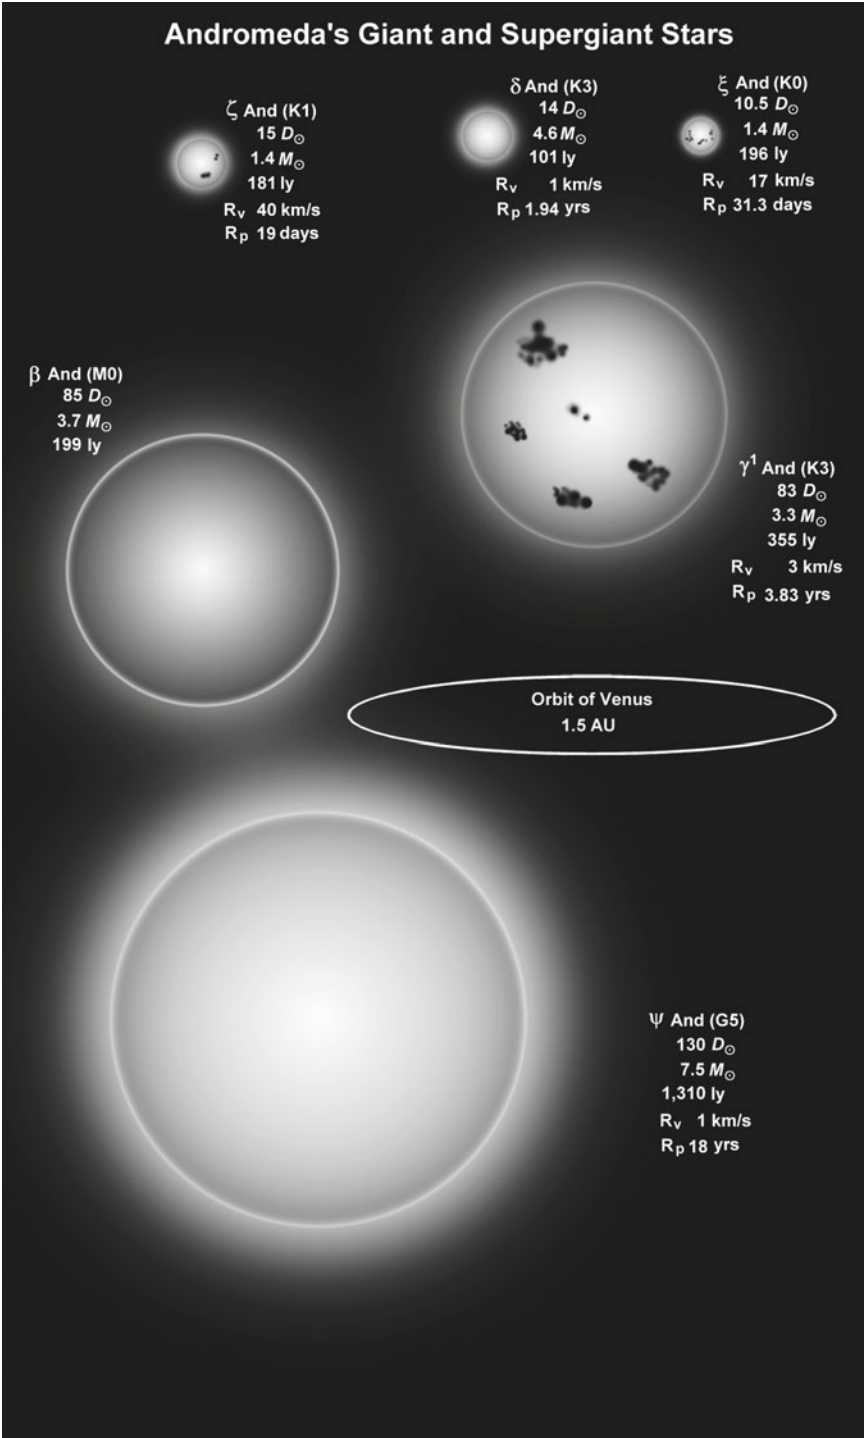 Andromeda's Giant and Supergiant Stars
ζ And (K1)
15 D☉
1.4 M☉
181 ly
Rv 40 km/s
Rp 19 days
δ And (K3)
14 D☉
4.6 M☉
101 ly
Rv 1 km/s
Rp 1.94 yrs
ξ And (K0)
10.5 D☉
1.4 M☉
196 ly
Rv 17 km/s
Rp 31.3 days
β And (M0)
85 D☉
3.7 M☉
199 ly
γ¹ And (K3)
83 D☉
3.3 M☉
355 ly
Rv 3 km/s
Rp 3.83 yrs
Orbit of Venus
1.5 AU
Ψ And (G5)
130 D☉
7.5 M☉
1,310 ly
Rv 1 km/s
Rp 18 yrs